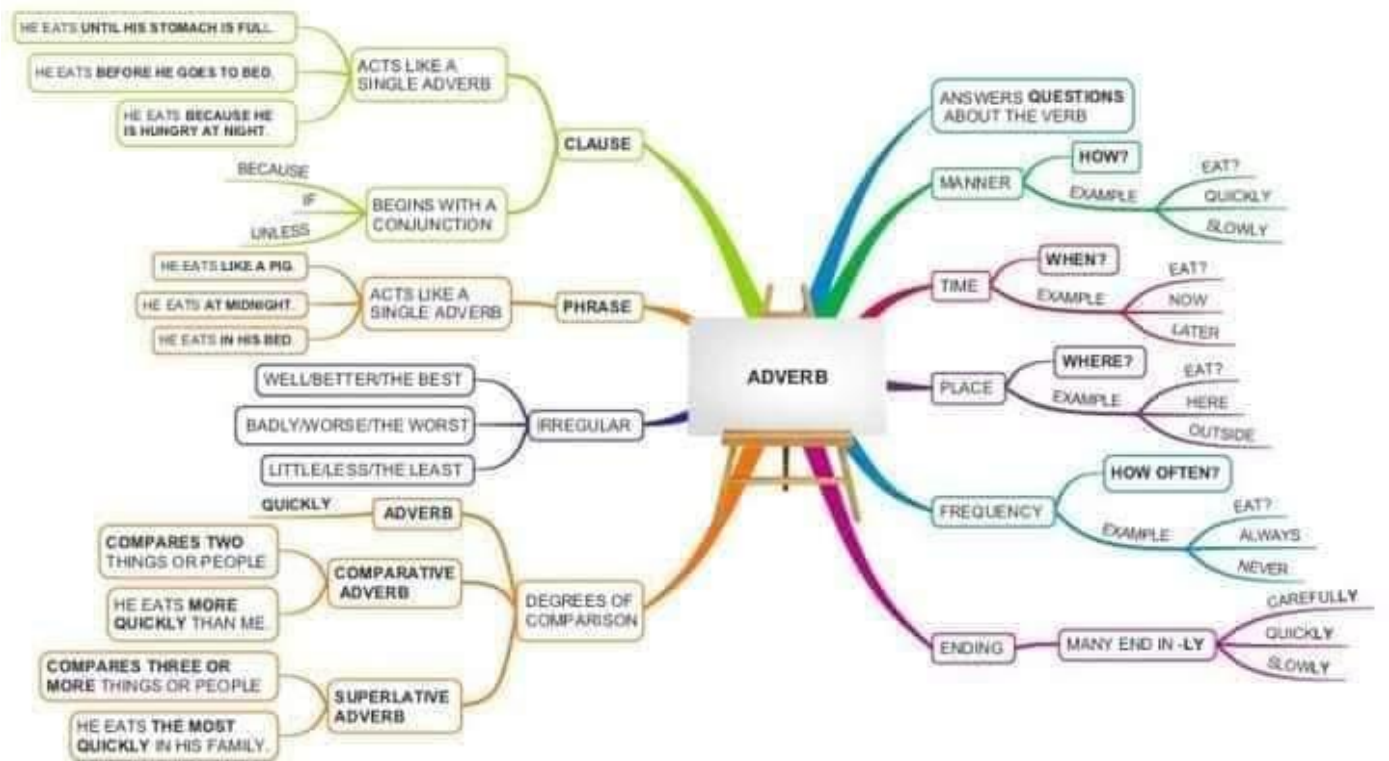 ADVERB
ANSWERS QUESTIONS
ABOUT THE VERB
MANNER
HOW?
EXAMPLE
EAT?
QUICKLY
SLOWLY
TIME
WHEN?
EXAMPLE
EAT?
NOW
LATER
PLACE
WHERE?
EXAMPLE
EAT?
HERE
OUTSIDE
FREQUENCY
HOW OFTEN?
EXAMPLE
EAT?
ALWAYS
NEVER
ENDING
MANY END IN -LY
CAREFULLY
QUICKLY
SLOWLY
CLAUSE
ACTS LIKE A
SINGLE ADVERB
HE EATS UNTIL HIS STOMACH IS FULL.
HE EATS BEFORE HE GOES TO BED.
HE EATS BECAUSE HE
IS HUNGRY AT NIGHT.
BEGINS WITH A
CONJUNCTION
BECAUSE
IF
UNLESS
PHRASE
ACTS LIKE A
SINGLE ADVERB
HE EATS LIKE A PIG.
HE EATS AT MIDNIGHT.
HE EATS IN HIS BED.
IRREGULAR
WELL/BETTER/THE BEST
BADLY/WORSE/THE WORST
LITTLE/LESS/THE LEAST
DEGREES OF
COMPARISON
ADVERB
QUICKLY
COMPARATIVE
ADVERB
COMPARES TWO
THINGS OR PEOPLE
HE EATS MORE
QUICKLY THAN ME.
SUPERLATIVE
ADVERB
COMPARES THREE OR
MORE THINGS OR PEOPLE
HE EATS THE MOST
QUICKLY IN HIS FAMILY.